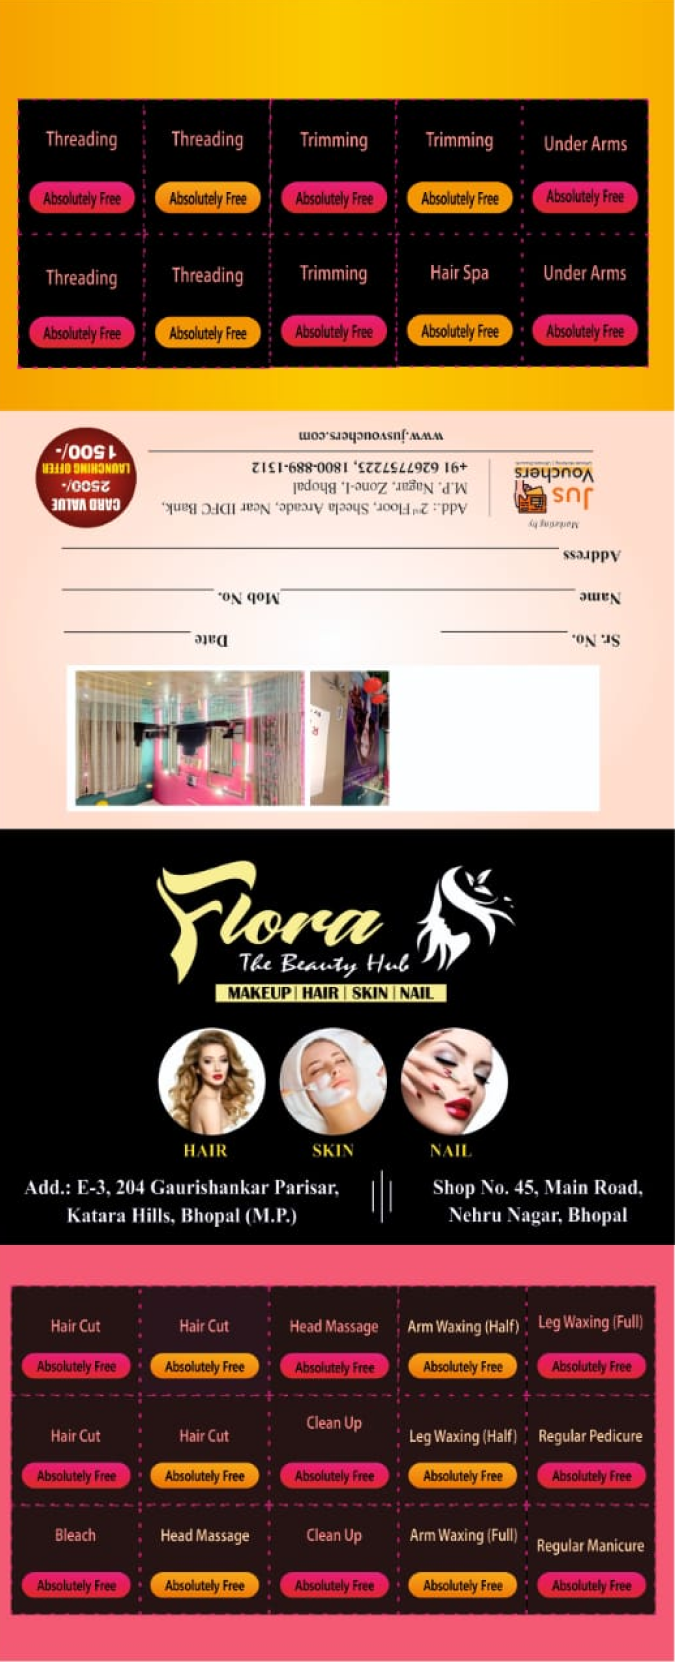 Threading
Threading
Trimming
Trimming
Under Arms
Absolutely Free
Absolutely Free
Absolutely Free
Absolutely Free
Absolutely Free
Threading
Threading
Trimming
Hair Spa
Under Arms
Absolutely Free
Absolutely Free
Absolutely Free
Absolutely Free
Absolutely Free
Sr. No.
Date
Name
Mob No.
Address
Marketing by
Jus
Vouchers
Add.: 2nd Floor, Sheela Arcade, Near IDFC Bank,
M.P. Nagar, Zone-I, Bhopal
+91 6267757223, 1800-889-1312
www.jusvouchers.com
CARD VALUE
2500/-
LAUNCHING OFFER
1500/-
Flora
The Beauty Hub
MAKEUP | HAIR | SKIN | NAIL
HAIR
SKIN
NAIL
Add.: E-3, 204 Gaurishankar Parisar,
Katara Hills, Bhopal (M.P.)
Shop No. 45, Main Road,
Nehru Nagar, Bhopal
Hair Cut
Hair Cut
Head Massage
Arm Waxing (Half)
Leg Waxing (Full)
Absolutely Free
Absolutely Free
Absolutely Free
Absolutely Free
Absolutely Free
Hair Cut
Hair Cut
Clean Up
Leg Waxing (Half)
Regular Pedicure
Absolutely Free
Absolutely Free
Absolutely Free
Absolutely Free
Absolutely Free
Bleach
Head Massage
Clean Up
Arm Waxing (Full)
Regular Manicure
Absolutely Free
Absolutely Free
Absolutely Free
Absolutely Free
Absolutely Free